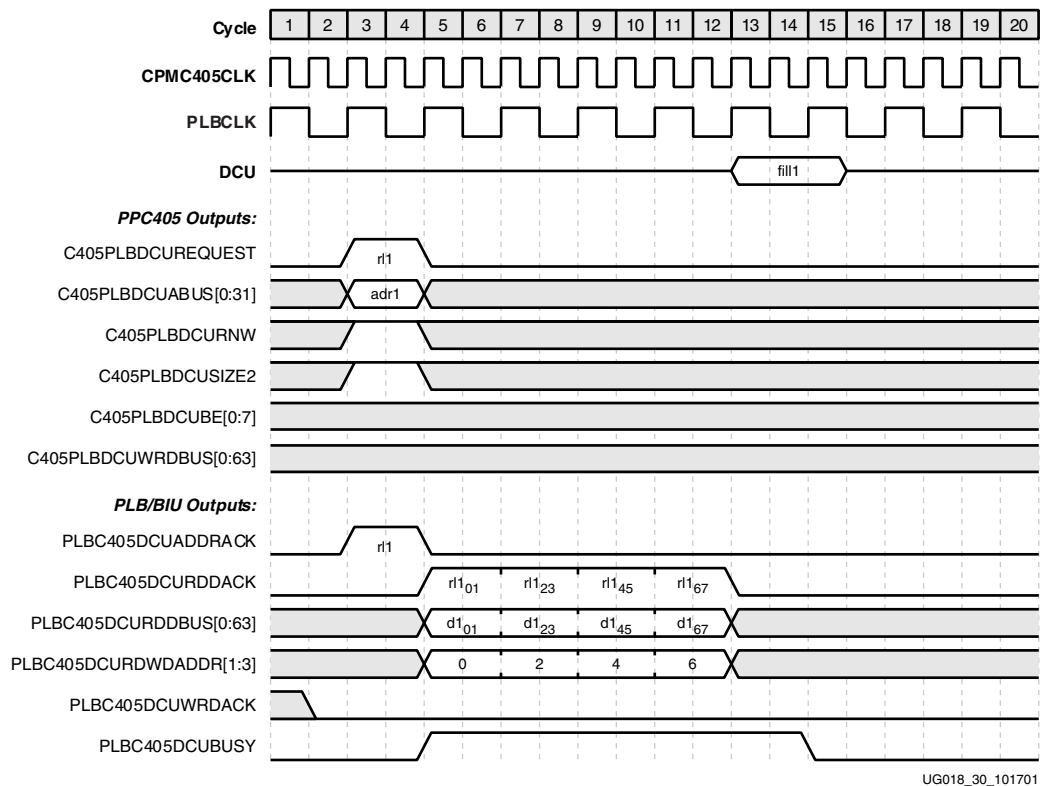 Cycle 1 2 3 4 5 6 7 8 9 10 11 12 13 14 15 16 17 18 19 20
CPMC405CLK
PLBCLK
DCU fill1
PPC405 Outputs:
C405PLBDCUREQUEST rl1
C405PLBDCUABUS[0:31] adr1
C405PLBDCURNW
C405PLBDCUSIZE2
C405PLBDCUBE[0:7]
C405PLBDCUWRDBUS[0:63]
PLB/BIU Outputs:
PLBC405DCUADDRACK rl1
PLBC405DCURDDACK rl101 rl123 rl145 rl167
PLBC405DCURDDBUS[0:63] d101 d123 d145 d167
PLBC405DCURDWDADDR[1:3] 0 2 4 6
PLBC405DCUWRDACK
PLBC405DCUBUSY
UG018_30_101701